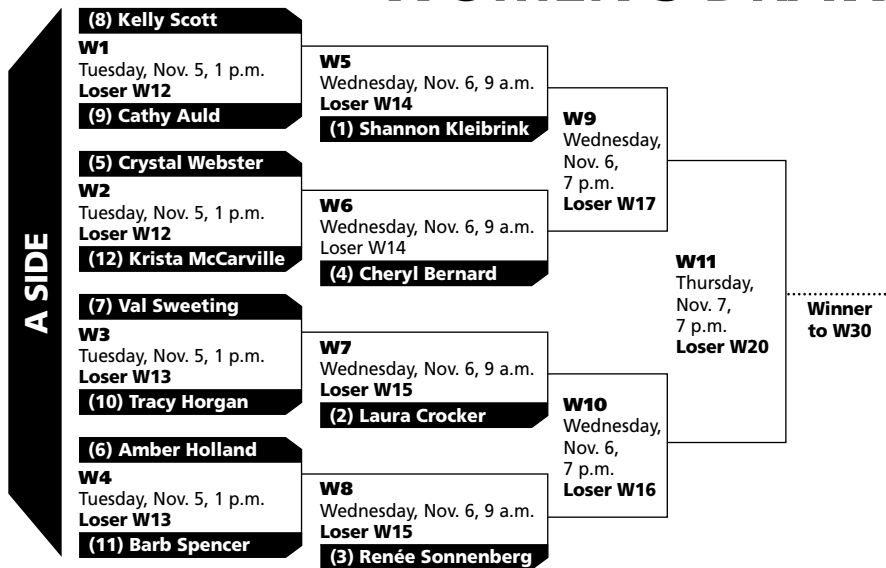 A SIDE
(8) Kelly Scott
W1
Tuesday, Nov. 5, 1 p.m.
Loser W12
(9) Cathy Auld
(5) Crystal Webster
W2
Tuesday, Nov. 5, 1 p.m.
Loser W12
(12) Krista McCarville
(7) Val Sweeting
W3
Tuesday, Nov. 5, 1 p.m.
Loser W13
(10) Tracy Horgan
(6) Amber Holland
W4
Tuesday, Nov. 5, 1 p.m.
Loser W13
(11) Barb Spencer
W5
Wednesday, Nov. 6, 9 a.m.
Loser W14
(1) Shannon Kleibrink
W6
Wednesday, Nov. 6, 9 a.m.
Loser W14
(4) Cheryl Bernard
W7
Wednesday, Nov. 6, 9 a.m.
Loser W15
(2) Laura Crocker
W8
Wednesday, Nov. 6, 9 a.m.
Loser W15
(3) Renée Sonnenberg
W9
Wednesday,
Nov. 6,
7 p.m.
Loser W17
W10
Wednesday,
Nov. 6,
7 p.m.
Loser W16
W11
Thursday,
Nov. 7,
7 p.m.
Loser W20
Winner
to W30